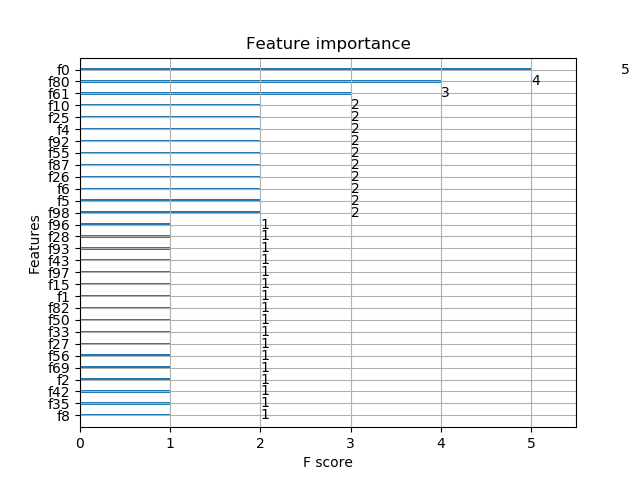 Feature importance
f0 5
f80 4
f61 3
f10 2
f25 2
f4 2
f92 2
f55 2
f87 2
f26 2
f6 2
f5 2
f98 2
f96 1
f28 1
f93 1
f43 1
f97 1
f15 1
f1 1
f82 1
f50 1
f33 1
f27 1
f56 1
f69 1
f2 1
f42 1
f35 1
f8 1
Features
0 1 2 3 4 5
F score